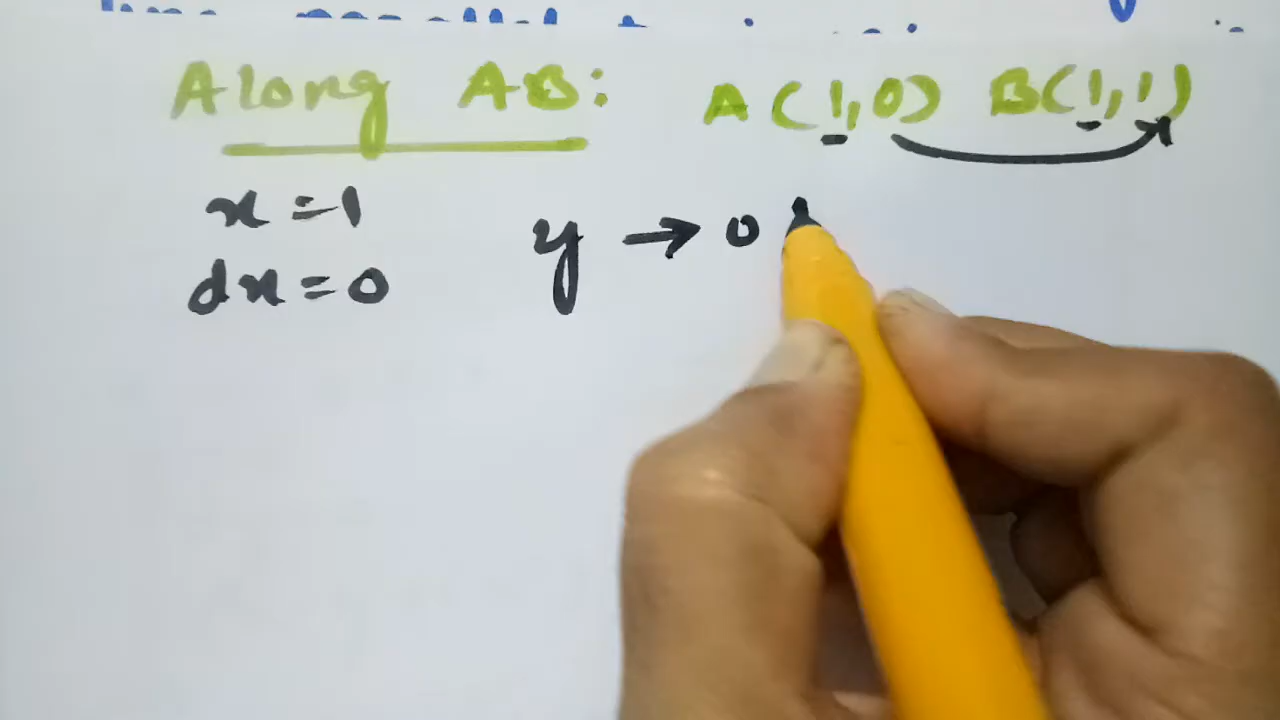 Along AB: A(1,0) B(1,1)
x=1
y → 0
dx=0